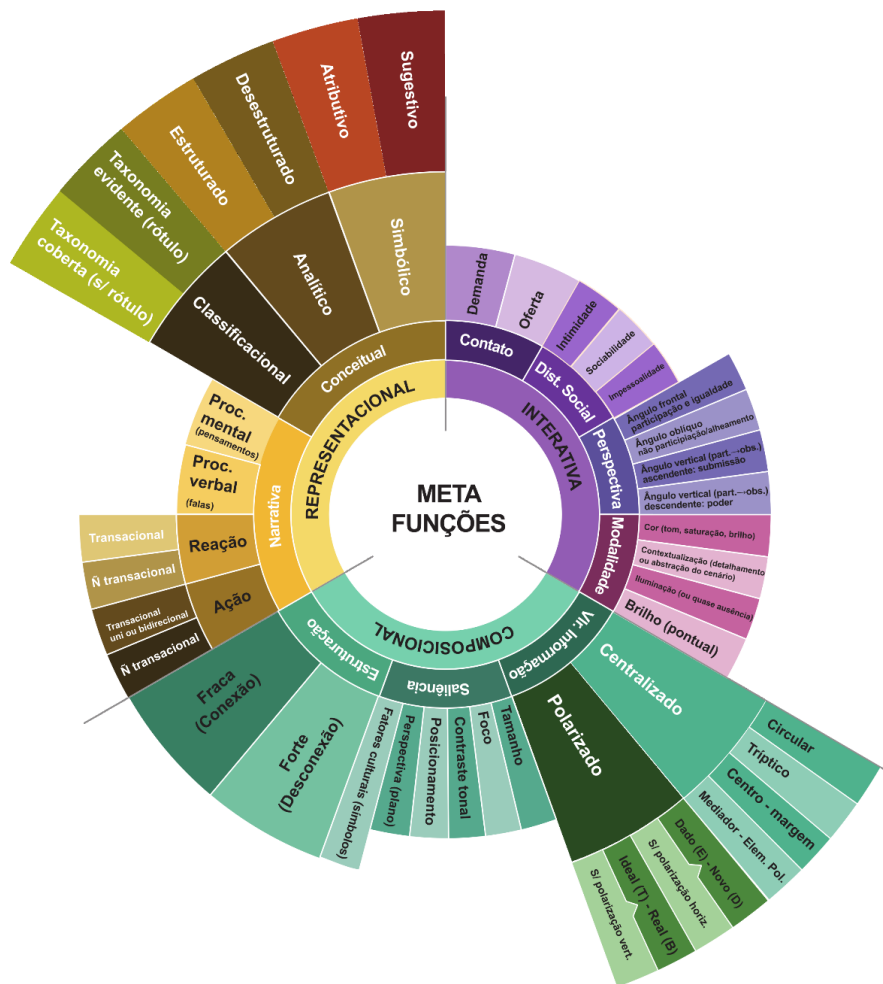 META
FUNÇÕES
REPRESENTACIONAL
Conceitual
Simbólico
Sugestivo
Atributivo
Analítico
Desestruturado
Estruturado
Classificacional
Taxonomia
evidente (rótulo)
Taxonomia
coberta (s/ rótulo)
Narrativa
Proc.
mental
(pensamentos)
Proc.
verbal
(falas)
Reação
Transacional
Ñ transacional
Ação
Transacional
uni ou bidirecional
Ñ transacional
INTERATIVA
Contato
Demanda
Oferta
Dist. Social
Intimidade
Sociabilidade
Impessoalidade
Perspectiva
Ângulo frontal
participação e igualdade
Ângulo oblíquo
não participação/alheamento
Ângulo vertical (part.→obs.)
ascendente: submissão
Ângulo vertical (part.→obs.)
descendente: poder
Modalidade
Cor (tom, saturação, brilho)
Contextualização (detalhamento
ou abstração do cenário)
Iluminação (ou quase ausência)
Brilho (pontual)
COMPOSICIONAL
Vlr. Informação
Centralizado
Circular
Tríptico
Centro - margem
Mediador - Elem. Pol.
Polarizado
Dado (E) - Novo (D)
S/ polarização horiz.
Ideal (T) - Real (B)
S/ polarização vert.
Saliência
Tamanho
Foco
Contraste tonal
Posicionamento
Perspectiva (plano)
Fatores culturais (símbolos)
Estruturação
Forte
(Desconexão)
Fraca
(Conexão)